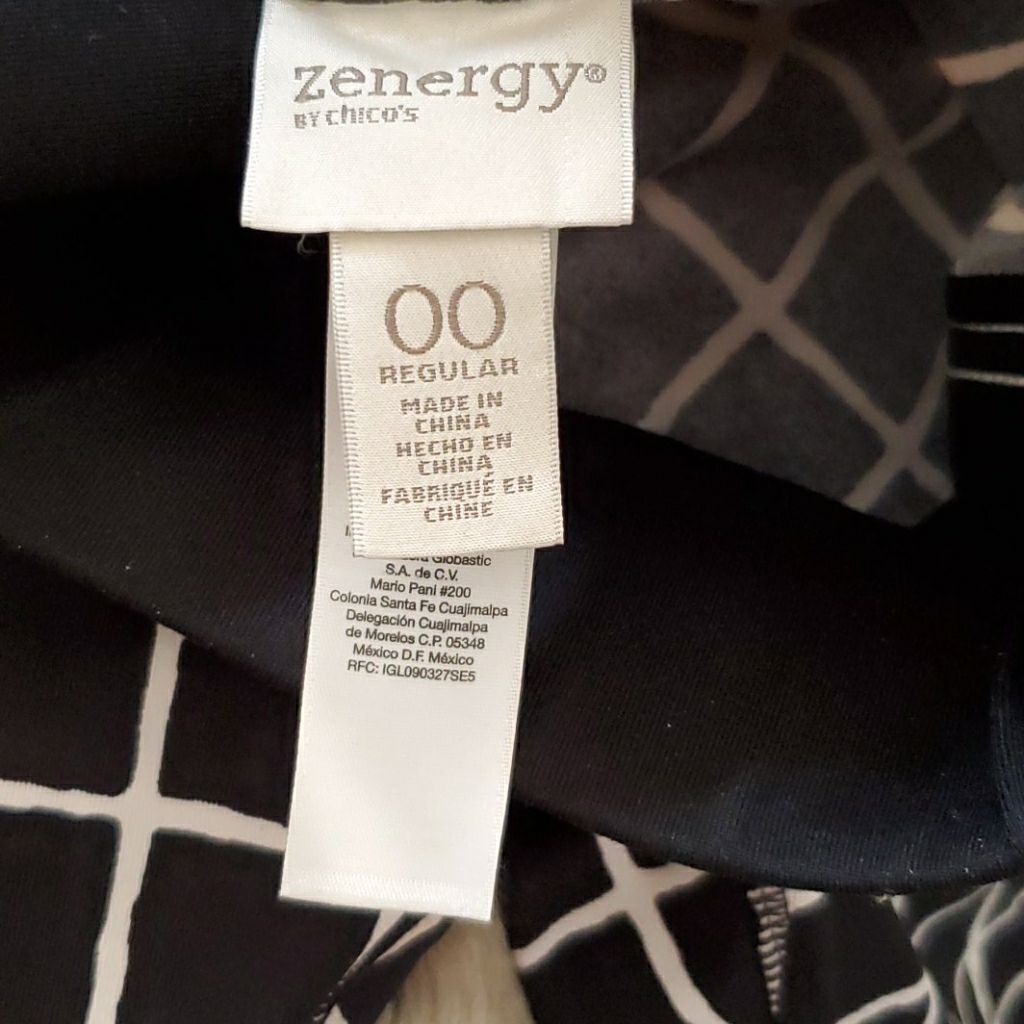 zenergy®
BY chico's
00
REGULAR
MADE IN
CHINA
HECHO EN
CHINA
FABRIQUÉ EN
CHINE
Globastic
S.A. de C.V.
Mario Pani #200
Colonia Santa Fe Cuajimalpa
Delegación Cuajimalpa
de Morelos C.P. 05348
México D.F. México
RFC: IGL090327SE5